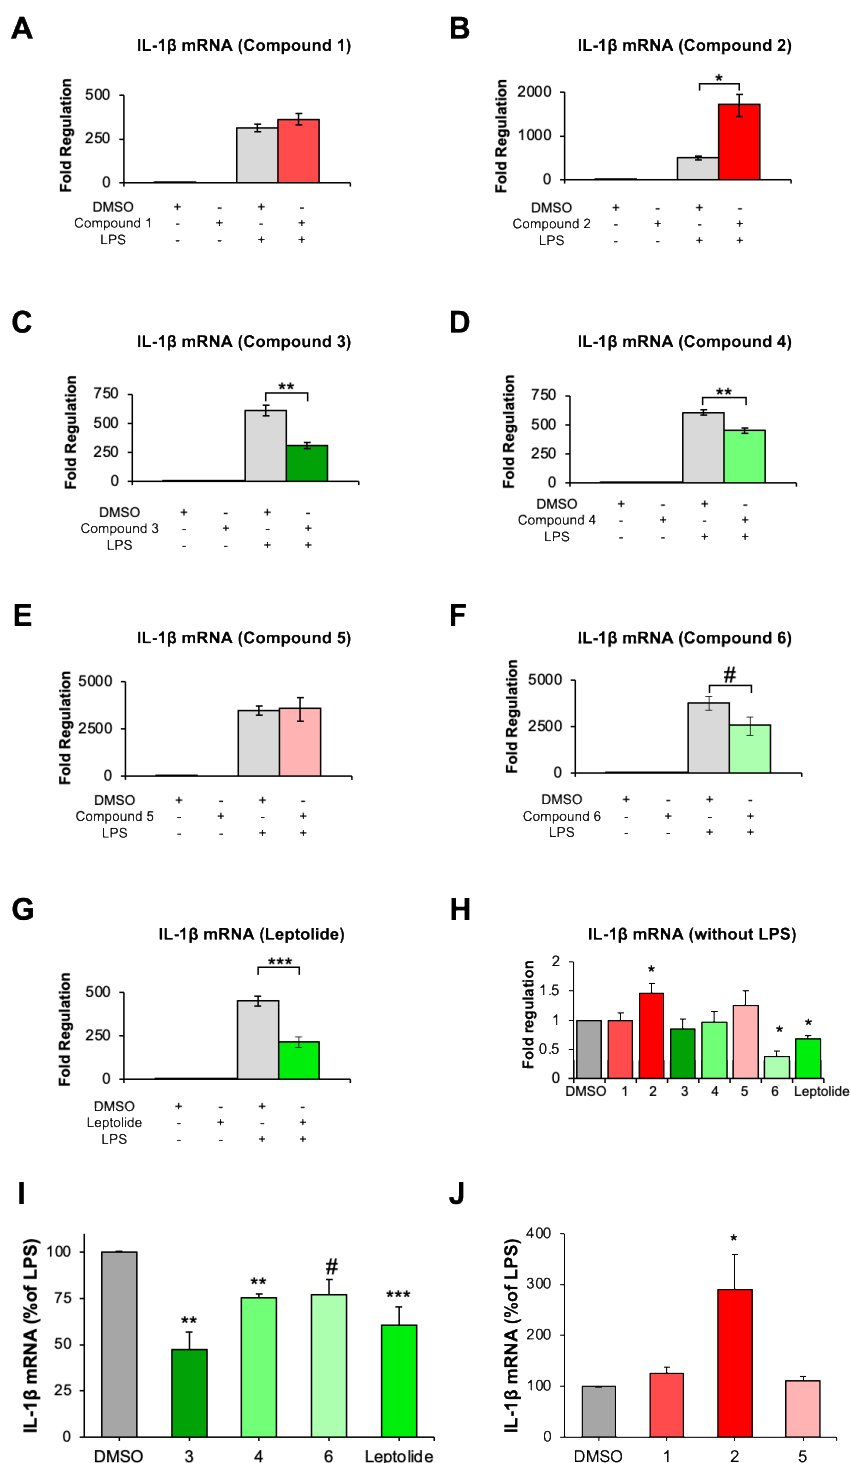 A
IL-1β mRNA (Compound 1)
Fold Regulation
500
250
0
DMSO + - + -
Compound 1 - + - +
LPS - - + +
B
IL-1β mRNA (Compound 2)
Fold Regulation
2000
1000
0
*
DMSO + - + -
Compound 2 - + - +
LPS - - + +
C
IL-1β mRNA (Compound 3)
Fold Regulation
750
500
250
0
**
DMSO + - + -
Compound 3 - + - +
LPS - - + +
D
IL-1β mRNA (Compound 4)
Fold Regulation
750
500
250
0
**
DMSO + - + -
Compound 4 - + - +
LPS - - + +
E
IL-1β mRNA (Compound 5)
Fold Regulation
5000
2500
0
DMSO + - + -
Compound 5 - + - +
LPS - - + +
F
IL-1β mRNA (Compound 6)
Fold Regulation
5000
2500
0
#
DMSO + - + -
Compound 6 - + - +
LPS - - + +
G
IL-1β mRNA (Leptolide)
Fold Regulation
500
250
0
***
DMSO + - + -
Leptolide - + - +
LPS - - + +
H
IL-1β mRNA (without LPS)
Fold regulation
2
1.5
1
0.5
0
* * *
DMSO 1 2 3 4 5 6 Leptolide
I
IL-1β mRNA (%of LPS)
100
75
50
25
0
** ** # ***
DMSO 3 4 6 Leptolide
J
IL-1β mRNA (%of LPS)
400
300
200
100
0
*
DMSO 1 2 5